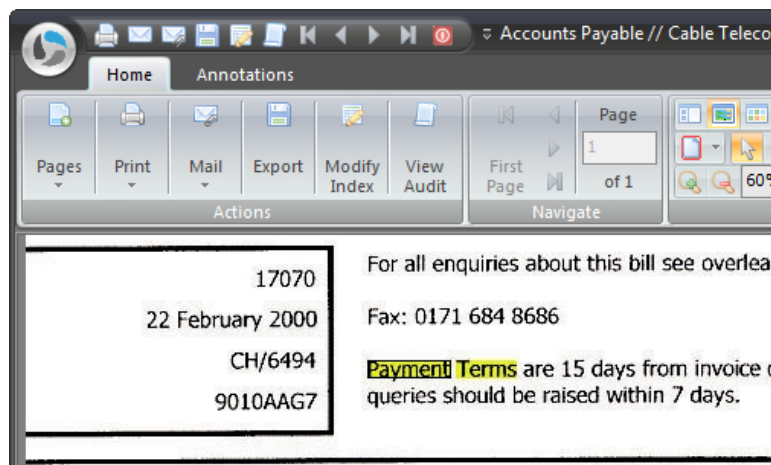 Accounts Payable // Cable Teleco
Home Annotations
Pages Print Mail Export Modify Index View Audit First Page Page 1 of 1 60%
Actions Navigate
17070
22 February 2000
CH/6494
9010AAG7
For all enquiries about this bill see overlea
Fax: 0171 684 8686
Payment Terms are 15 days from invoice
queries should be raised within 7 days.